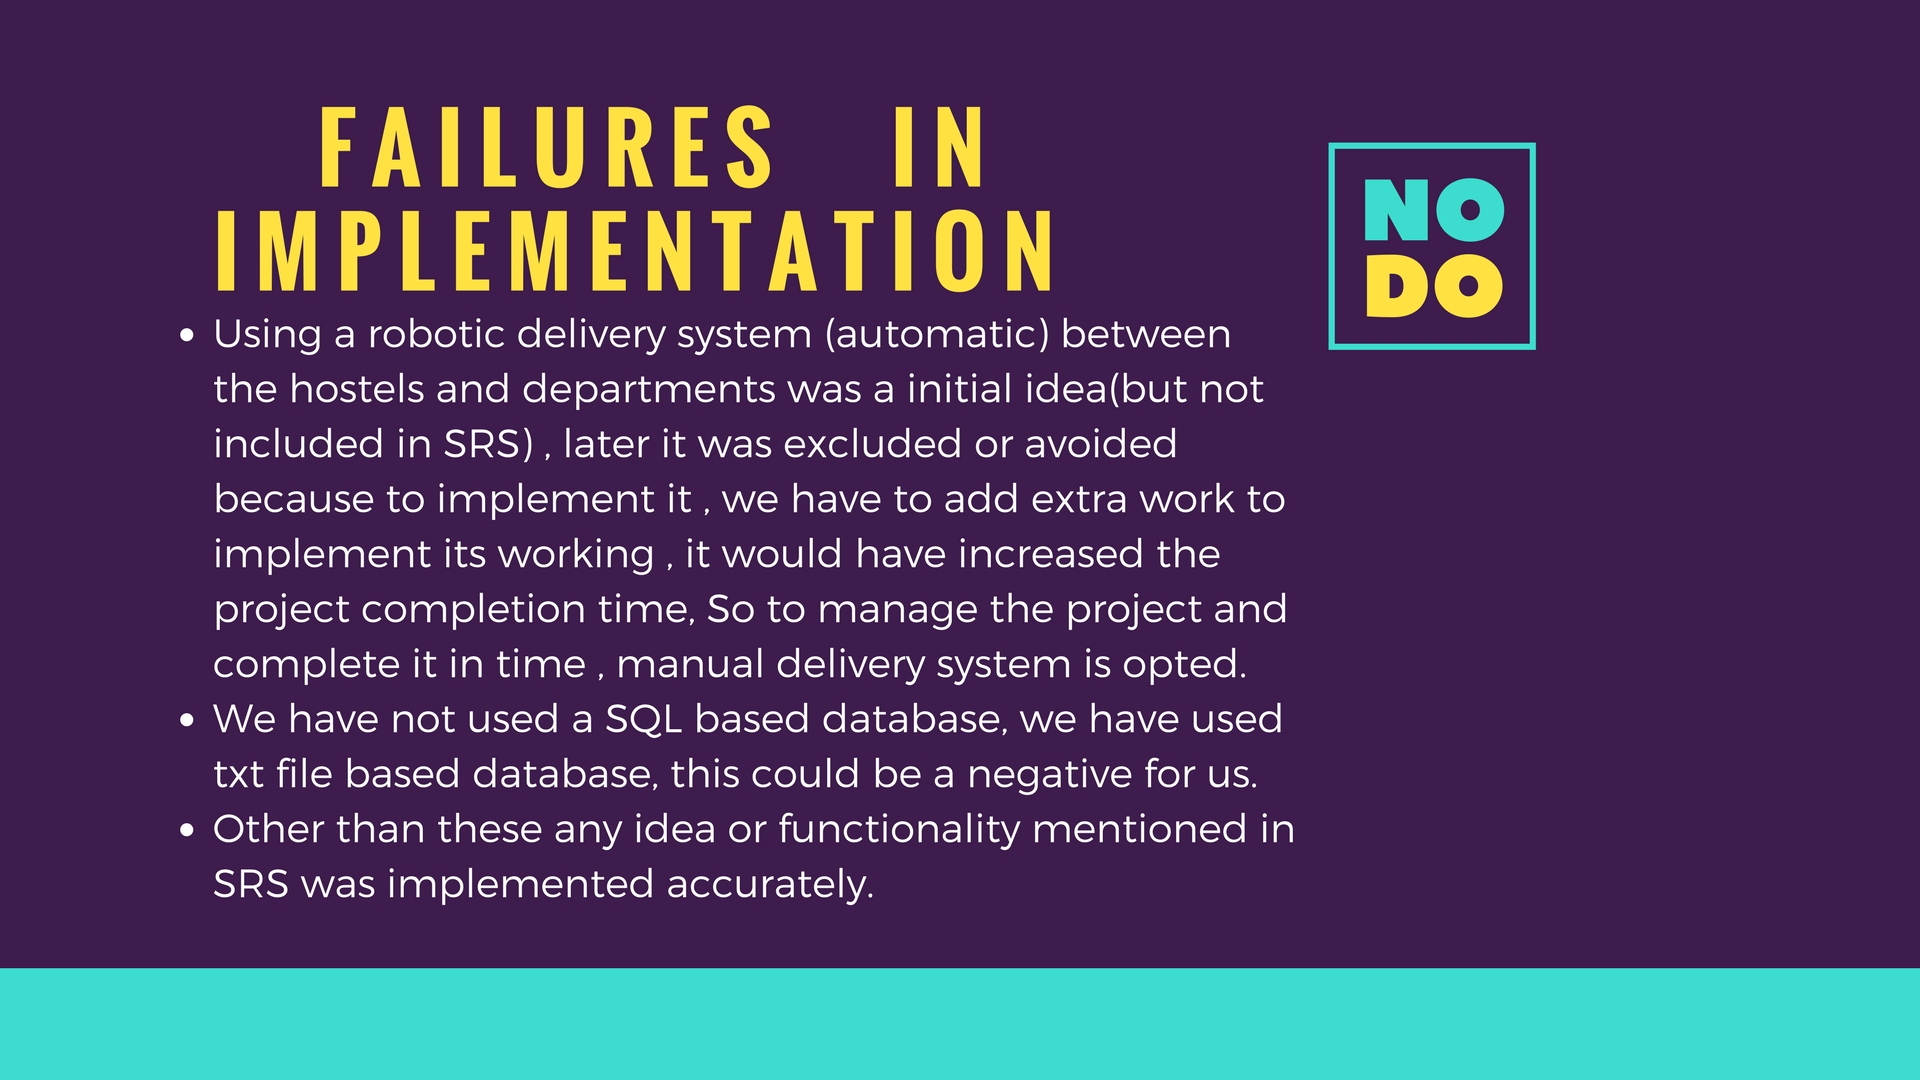 FAILURES IN
IMPLEMENTATION
NO
DO
• Using a robotic delivery system (automatic) between
the hostels and departments was a initial idea(but not
included in SRS) , later it was excluded or avoided
because to implement it , we have to add extra work to
implement its working , it would have increased the
project completion time, So to manage the project and
complete it in time , manual delivery system is opted.
• We have not used a SQL based database, we have used
txt file based database, this could be a negative for us.
• Other than these any idea or functionality mentioned in
SRS was implemented accurately.